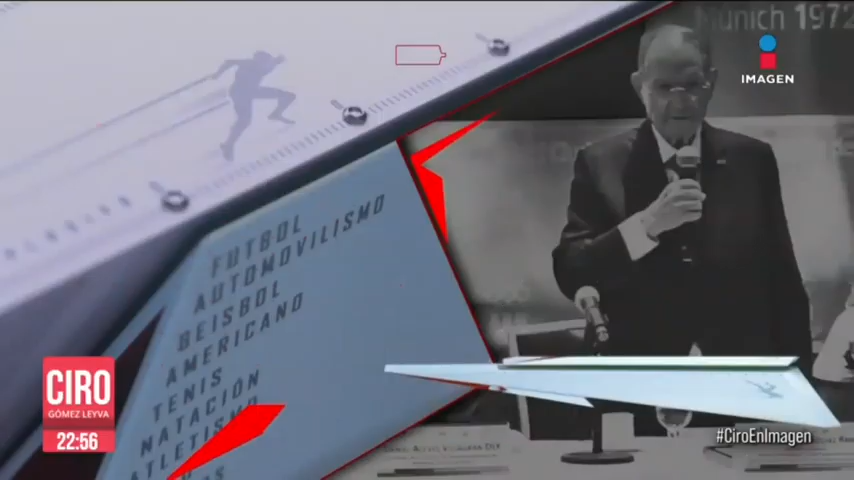 Munich 1972
IMAGEN
FUTBOL
AUTOMOVILISMO
BEISBOL
AMERICANO
TENIS
NATACIÓN
ATLETISMO
CIRO
GÓMEZ LEYVA
22:56
#CiroEnImagen